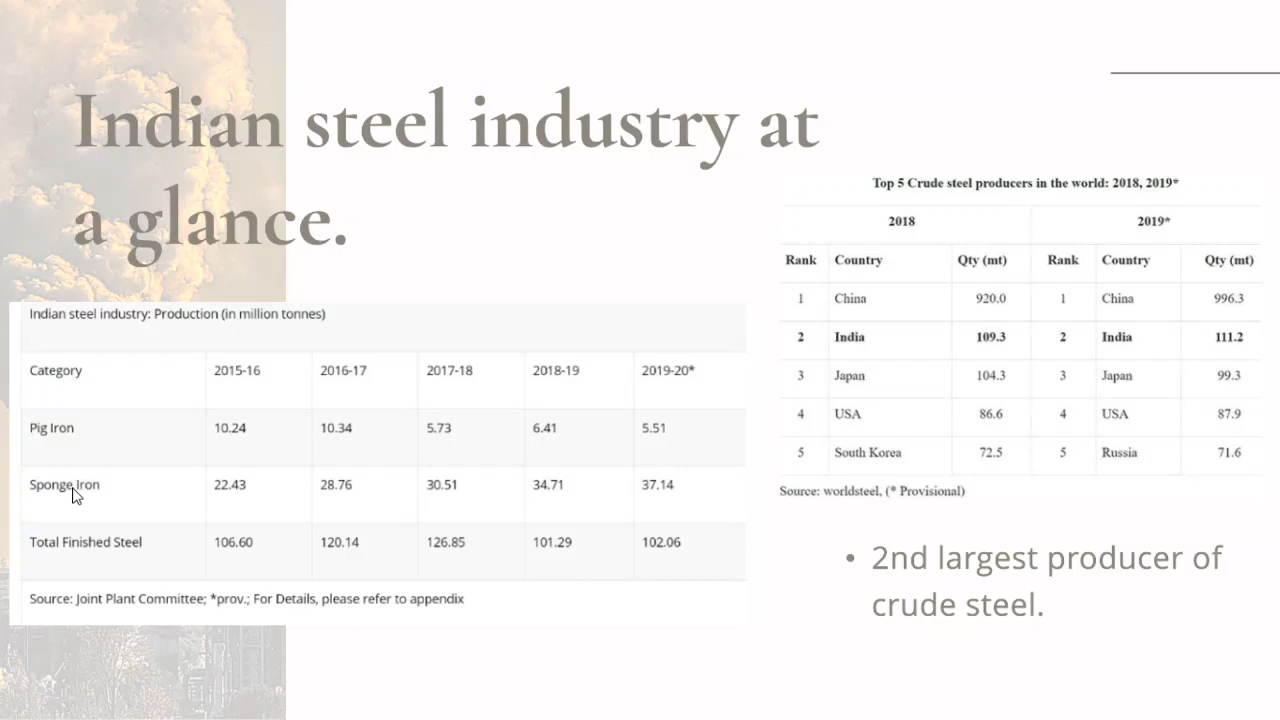 Indian steel industry at
a glance.
Indian steel industry: Production (in million tonnes)
Category 2015-16 2016-17 2017-18 2018-19 2019-20*
Pig Iron 10.24 10.34 5.73 6.41 5.51
Sponge Iron 22.43 28.76 30.51 34.71 37.14
Total Finished Steel 106.60 120.14 126.85 101.29 102.06
Source: Joint Plant Committee; *prov.; For Details, please refer to appendix
Top 5 Crude steel producers in the world: 2018, 2019*
2018 2019*
Rank Country Qty (mt) Rank Country Qty (mt)
1 China 920.0 1 China 996.3
2 India 109.3 2 India 111.2
3 Japan 104.3 3 Japan 99.3
4 USA 86.6 4 USA 87.9
5 South Korea 72.5 5 Russia 71.6
Source: worldsteel, (* Provisional)
• 2nd largest producer of
crude steel.